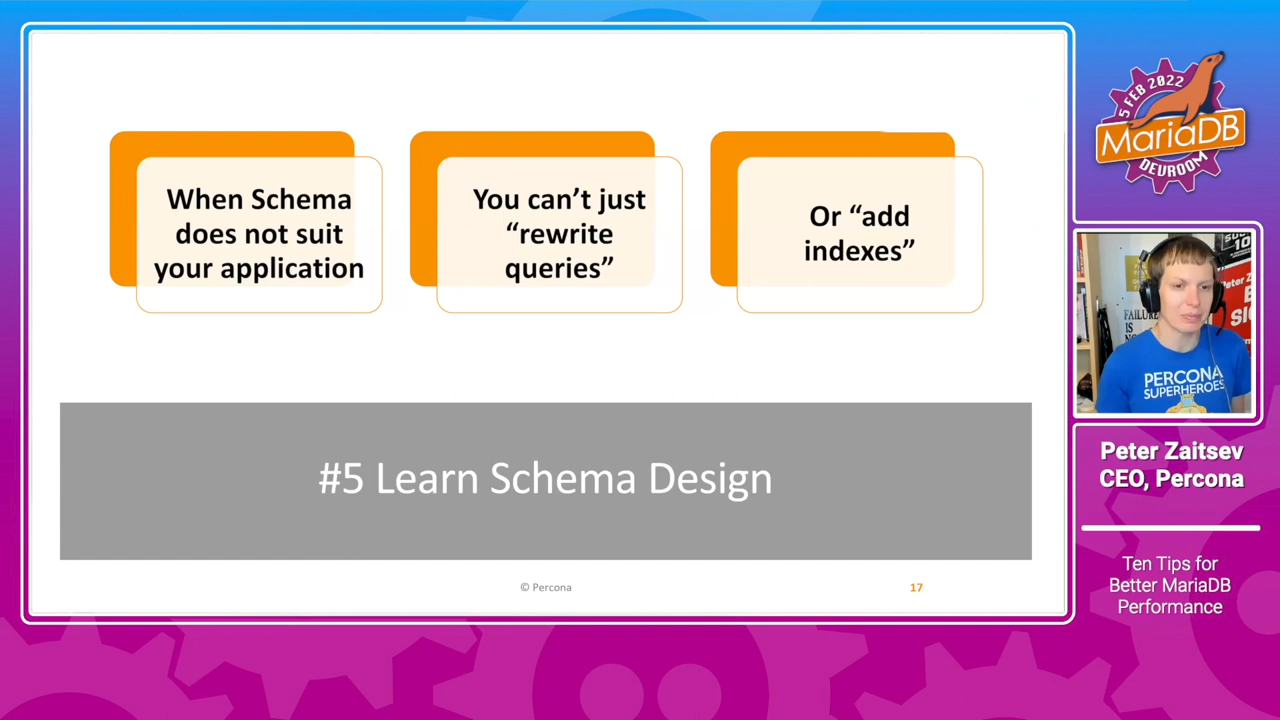 When Schema
does not suit
your application
You can’t just
“rewrite
queries”
Or “add
indexes”
#5 Learn Schema Design
© Percona
17
5 FEB 2022
MariaDB
DEVROOM
FAILURE
IS
PERCONA
SUPERHEROES
Peter Zaitsev
CEO, Percona
Ten Tips for
Better MariaDB
Performance